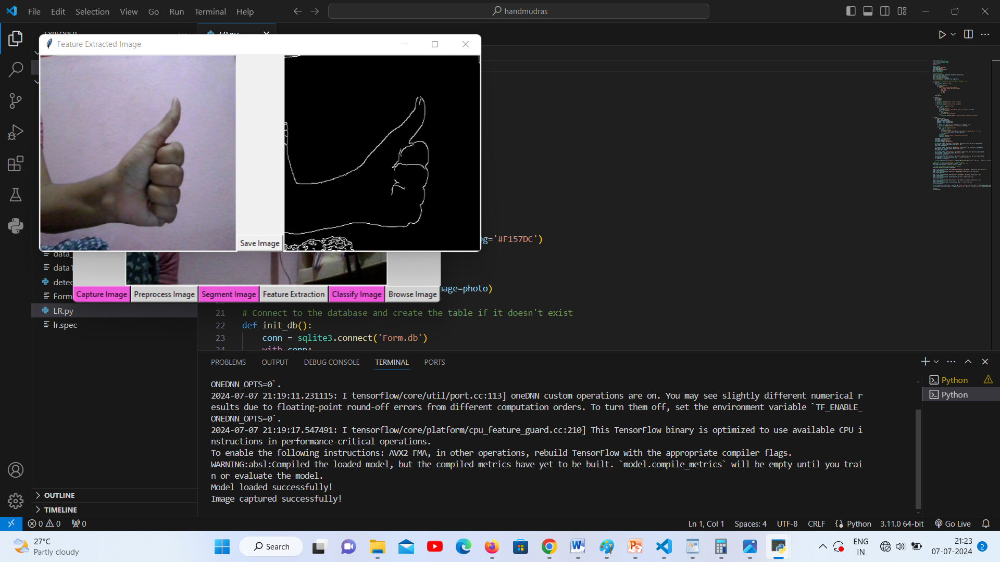 File Edit Selection View Go Run Terminal Help
handmudras
EXPLORER
LR.py
Feature Extracted Image
Save Image
g='#F157DC')
data_
data1
detec
Form
LR.py
lr.spec
Capture Image
Preprocess Image
Segment Image
Feature Extraction
Classify Image
Browse Image
mage=photo)
21 # Connect to the database and create the table if it doesn't exist
22 def init_db():
23 conn = sqlite3.connect('Form.db')
24 with conn:
PROBLEMS OUTPUT DEBUG CONSOLE TERMINAL PORTS
Python
Python
ONEDNN_OPTS=0`.
2024-07-07 21:19:11.231115: I tensorflow/core/util/port.cc:113] oneDNN custom operations are on. You may see slightly different numerical r
esults due to floating-point round-off errors from different computation orders. To turn them off, set the environment variable `TF_ENABLE_
ONEDNN_OPTS=0`.
2024-07-07 21:19:17.547491: I tensorflow/core/platform/cpu_feature_guard.cc:210] This TensorFlow binary is optimized to use available CPU i
nstructions in performance-critical operations.
To enable the following instructions: AVX2 FMA, in other operations, rebuild TensorFlow with the appropriate compiler flags.
WARNING:absl:Compiled the loaded model, but the compiled metrics have yet to be built. `model.compile_metrics` will be empty until you trai
n or evaluate the model.
Model loaded successfully!
Image captured successfully!
OUTLINE
TIMELINE
0 0 0
Ln 1, Col 1 Spaces: 4 UTF-8 CRLF Python 3.11.0 64-bit Go Live
27°C
Partly cloudy
Search
ENG
IN
21:23
07-07-2024
2